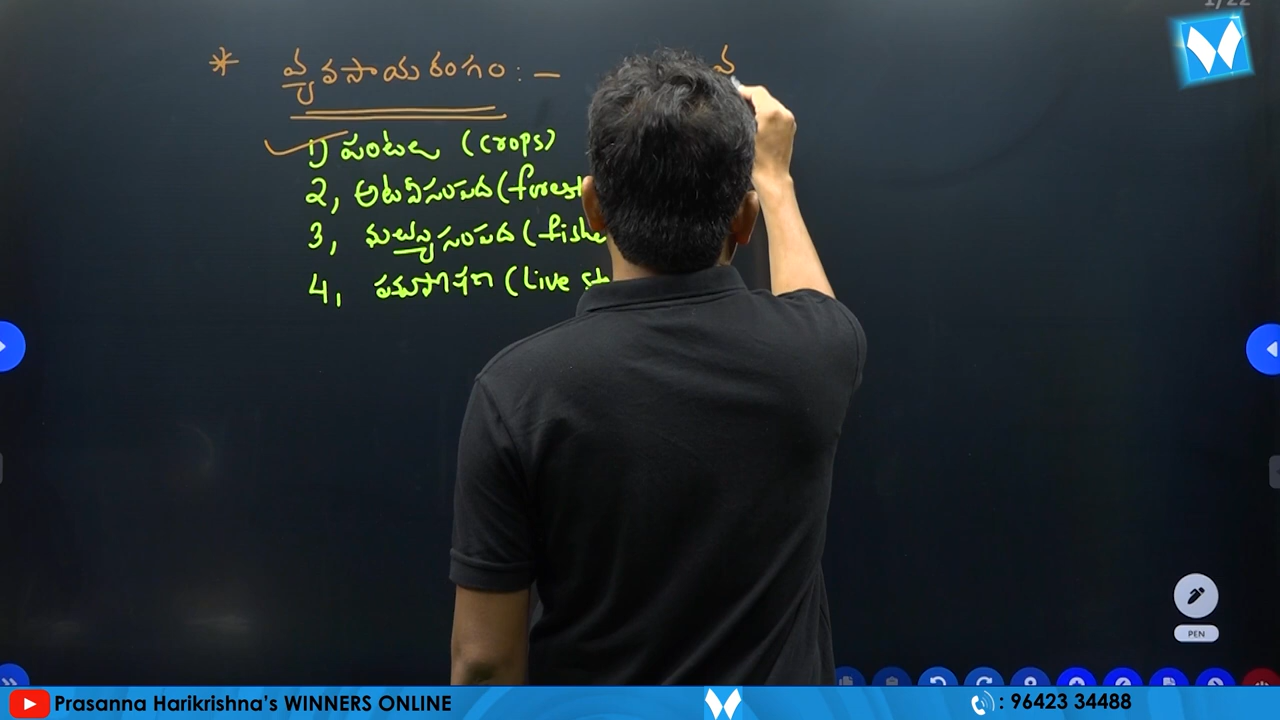 * వ్యవసాయరంగం : -
1) పంటలు (crops)
2, అటవీసంపద (forest
3, మత్స్యసంపద (fishe
4, పశుపోషణ (Live st
వ
PEN
Prasanna Harikrishna's WINNERS ONLINE
: 96423 34488